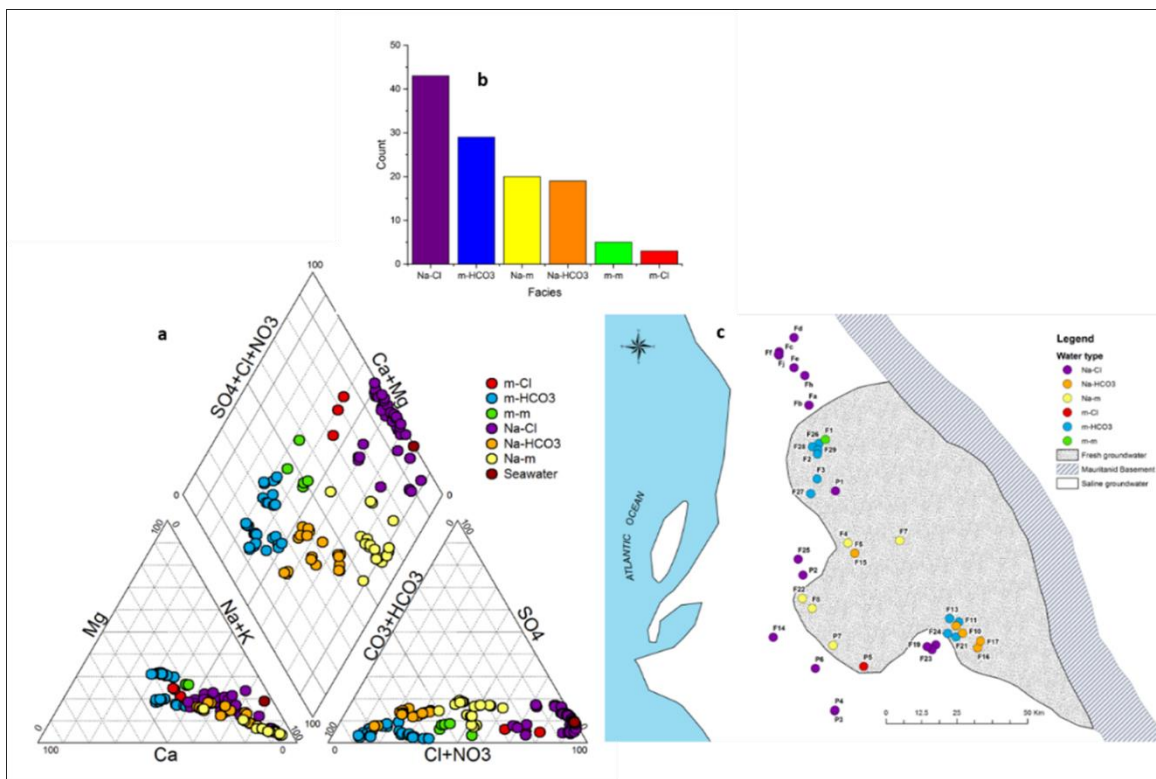 b
50
40
30
20
10
0
Count
Na-Cl
m-HCO3
Na-m
Na-HCO3
m-m
m-Cl
Facies
a
100
SO4+Cl+NO3
Ca+Mg
0
0
m-Cl
m-HCO3
m-m
Na-Cl
Na-HCO3
Na-m
Seawater
100
0
0
100
Mg
Na+K
CO3+HCO3
SO4
0
100
100
0
100
Ca
0
0
Cl+NO3
100
c
ATLANTIC OCEAN
Fd
Fc
Ff
Fj
Fe
Fh
Fa
Fb
F26
F1
F28
F29
F2
F3
F27
P1
F4
F7
F15
F25
P2
F22
F14
P7
P5
P6
P4
P3
F13
F11
F10
F24
F19
F21
F23
F16
F17
Legend
Water type
Na-Cl
Na-HCO3
Na-m
m-Cl
m-HCO3
m-m
Fresh groundwater
Mauritanid Basement
Saline groundwater
0 12.5 25 50 Km